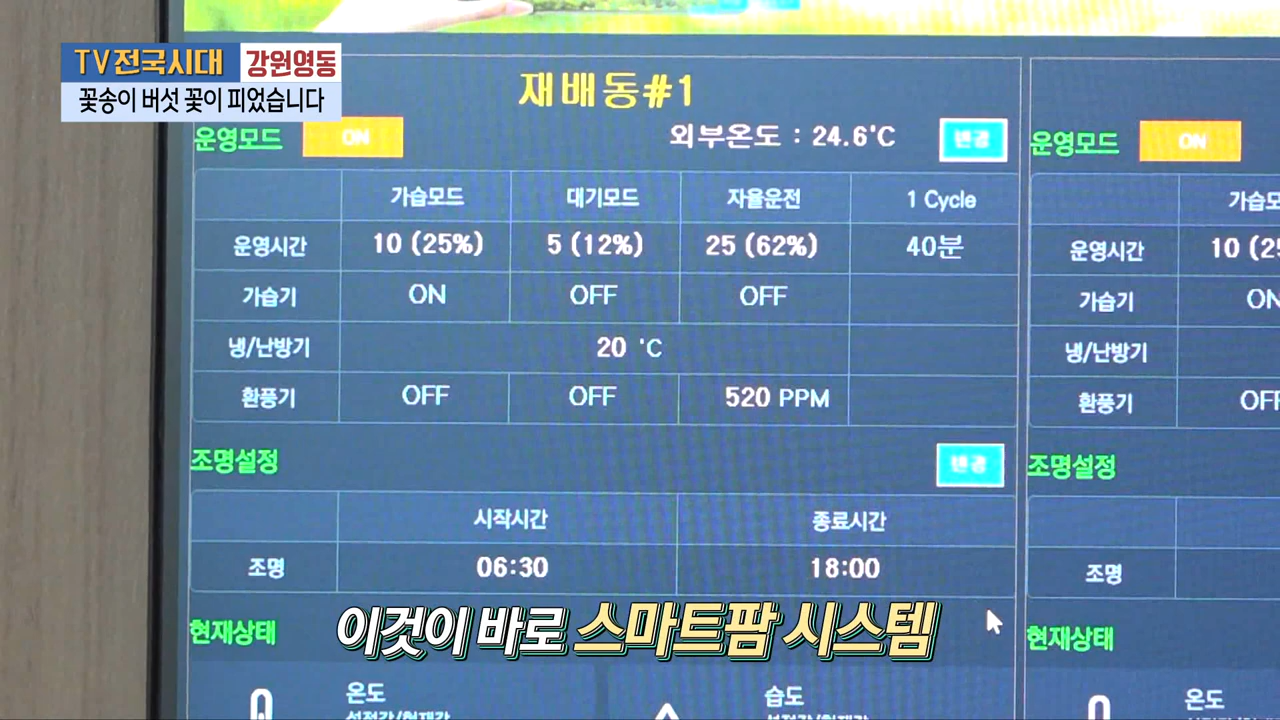 TV전국시대 강원영동
꽃송이 버섯 꽃이 피었습니다
재배동#1
운영모드 ON 외부온도 : 24.6'C 변경
가습모드 대기모드 자율운전 1 Cycle
운영시간 10 (25%) 5 (12%) 25 (62%) 40분
가습기 ON OFF OFF
냉/난방기 20 'C
환풍기 OFF OFF 520 PPM
조명설정 변경
시작시간 종료시간
조명 06:30 18:00
현재상태
온도 습도
운영모드 ON
운영시간 10
가습기
냉/난방기
환풍기
조명설정
조명
현재상태
온도
이것이 바로 스마트팜 시스템